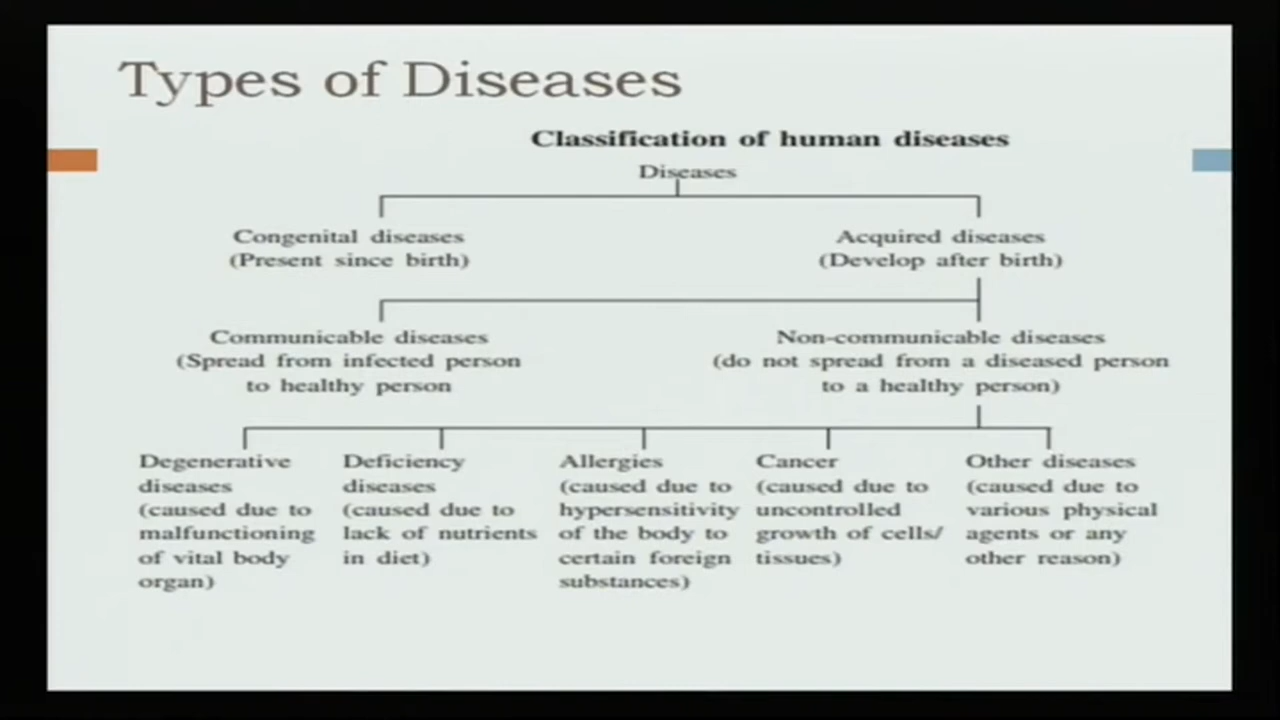 Types of Diseases
Classification of human diseases
Diseases
Congenital diseases
(Present since birth)
Acquired diseases
(Develop after birth)
Communicable diseases
(Spread from infected person
to healthy person
Non-communicable diseases
(do not spread from a diseased person
to a healthy person)
Degenerative
diseases
(caused due to
malfunctioning
of vital body
organ)
Deficiency
diseases
(caused due to
lack of nutrients
in diet)
Allergies
(caused due to
hypersensitivity
of the body to
certain foreign
substances)
Cancer
(caused due to
uncontrolled
growth of cells/
tissues)
Other diseases
(caused due to
various physical
agents or any
other reason)